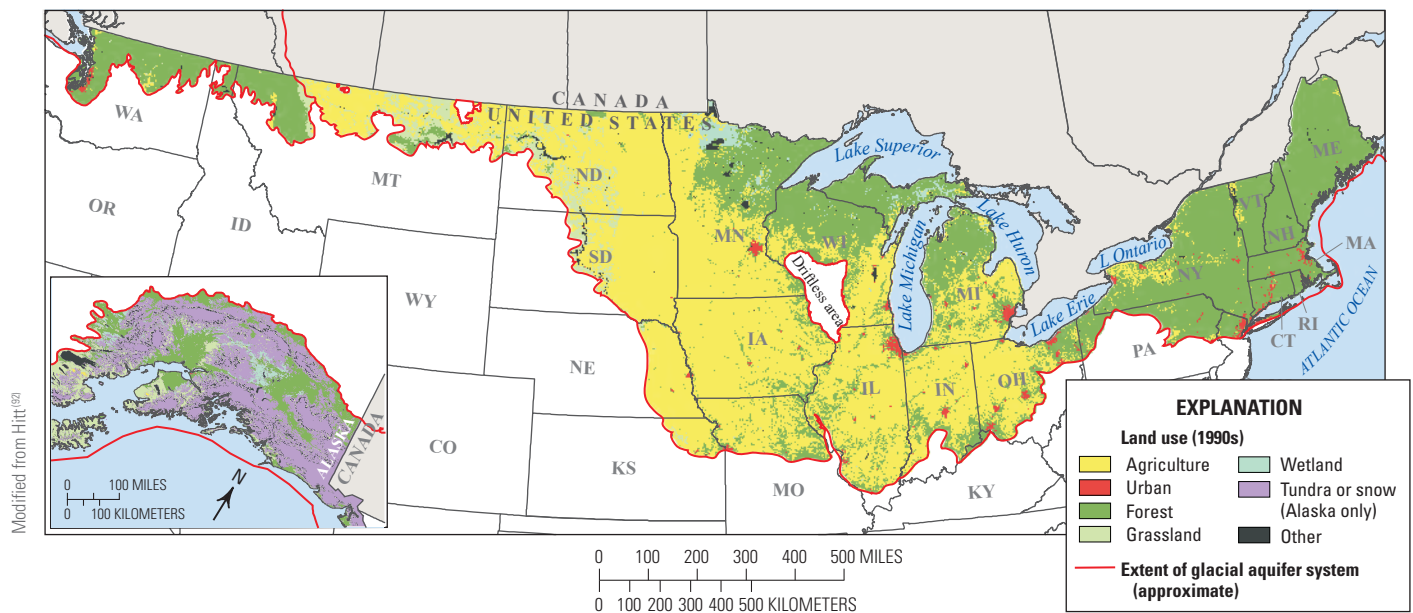 CANADA
UNITED STATES
Lake Superior
Lake Huron
Lake Michigan
L Ontario
Lake Erie
ATLANTIC OCEAN
WA
OR
ID
MT
WY
ND
SD
NE
CO
KS
MN
IA
MO
WI
Driftless area
IL
IN
MI
OH
KY
PA
NY
VT
NH
ME
MA
RI
CT
ALASKA
CANADA
N
0 100 MILES
0 100 KILOMETERS
Modified from Hitt(92)
0 100 200 300 400 500 MILES
0 100 200 300 400 500 KILOMETERS
EXPLANATION
Land use (1990s)
Agriculture
Urban
Forest
Grassland
Wetland
Tundra or snow
(Alaska only)
Other
Extent of glacial aquifer system
(approximate)